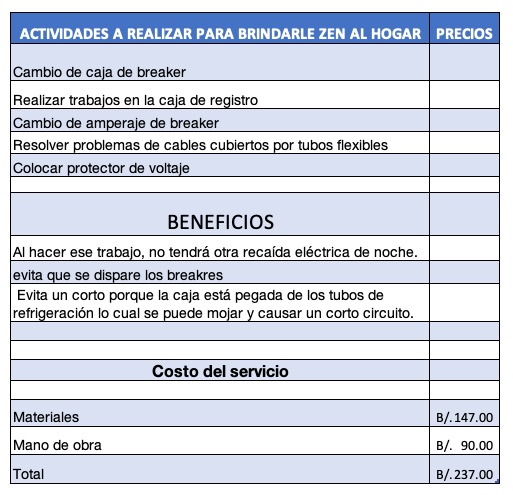 ACTIVIDADES A REALIZAR PARA BRINDARLE ZEN AL HOGAR PRECIOS
Cambio de caja de breaker
Realizar trabajos en la caja de registro
Cambio de amperaje de breaker
Resolver problemas de cables cubiertos por tubos flexibles
Colocar protector de voltaje
BENEFICIOS
Al hacer ese trabajo, no tendrá otra recaída eléctrica de noche.
evita que se dispare los breakres
Evita un corto porque la caja está pegada de los tubos de
refrigeración lo cual se puede mojar y causar un corto circuito.
Costo del servicio
Materiales B/. 147.00
Mano de obra B/. 90.00
Total B/. 237.00